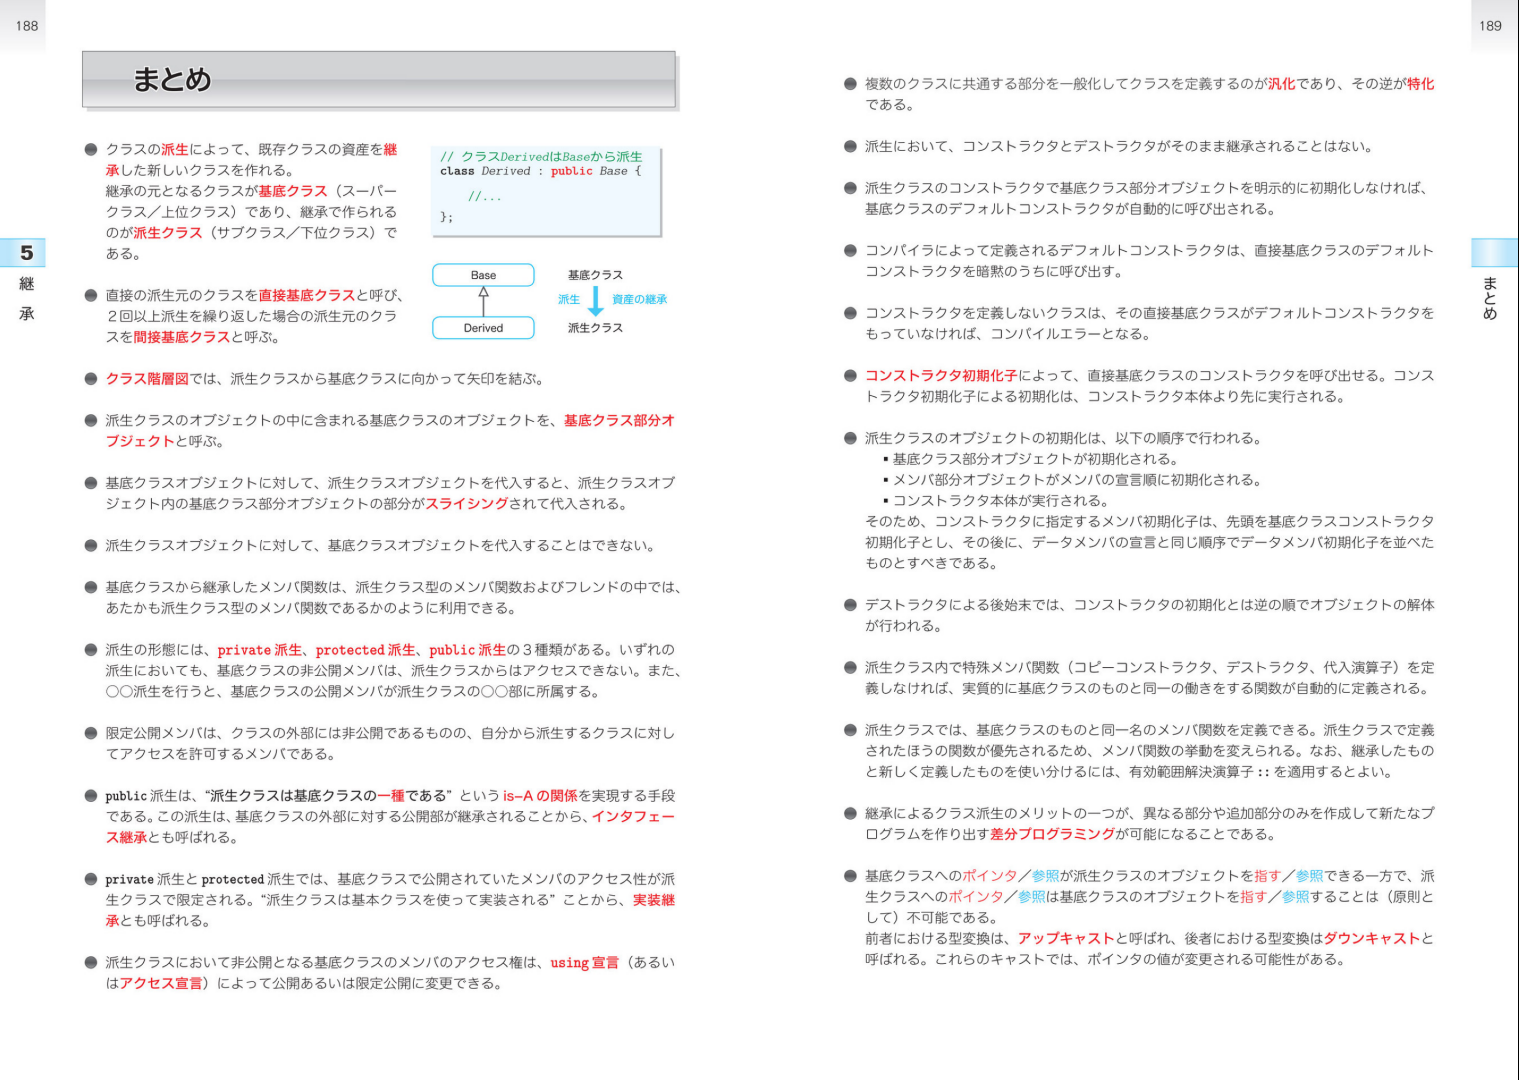 188
まとめ
● クラスの派生によって、既存クラスの資産を継
承した新しいクラスを作れる。
継承の元となるクラスが基底クラス（スーパー
クラス／上位クラス）であり、継承で作られる
のが派生クラス（サブクラス／下位クラス）で
ある。
● 直接の派生元のクラスを直接基底クラスと呼び、
２回以上派生を繰り返した場合の派生元のクラ
スを間接基底クラスと呼ぶ。
// クラスDerivedはBaseから派生
class Derived : public Base {
//...
};
Base
Derived
基底クラス
派生 資産の継承
派生クラス
● クラス階層図では、派生クラスから基底クラスに向かって矢印を結ぶ。
● 派生クラスのオブジェクトの中に含まれる基底クラスのオブジェクトを、基底クラス部分オ
ブジェクトと呼ぶ。
● 基底クラスオブジェクトに対して、派生クラスオブジェクトを代入すると、派生クラスオブ
ジェクト内の基底クラス部分オブジェクトの部分がスライシングされて代入される。
● 派生クラスオブジェクトに対して、基底クラスオブジェクトを代入することはできない。
● 基底クラスから継承したメンバ関数は、派生クラス型のメンバ関数およびフレンドの中では、
あたかも派生クラス型のメンバ関数であるかのように利用できる。
● 派生の形態には、private 派生、protected 派生、public 派生の３種類がある。いずれの
派生においても、基底クラスの非公開メンバは、派生クラスからはアクセスできない。また、
○○派生を行うと、基底クラスの公開メンバが派生クラスの○○部に所属する。
● 限定公開メンバは、クラスの外部には非公開であるものの、自分から派生するクラスに対し
てアクセスを許可するメンバである。
● public 派生は、“派生クラスは基底クラスの一種である” という is–A の関係を実現する手段
である。この派生は、基底クラスの外部に対する公開部が継承されることから、インタフェー
ス継承とも呼ばれる。
● private 派生と protected 派生では、基底クラスで公開されていたメンバのアクセス性が派
生クラスで限定される。“派生クラスは基本クラスを使って実装される” ことから、実装継
承とも呼ばれる。
● 派生クラスにおいて非公開となる基底クラスのメンバのアクセス権は、using 宣言（あるい
はアクセス宣言）によって公開あるいは限定公開に変更できる。
5
継
承
189
● 複数のクラスに共通する部分を一般化してクラスを定義するのが汎化であり、その逆が特化
である。
● 派生において、コンストラクタとデストラクタがそのまま継承されることはない。
● 派生クラスのコンストラクタで基底クラス部分オブジェクトを明示的に初期化しなければ、
基底クラスのデフォルトコンストラクタが自動的に呼び出される。
● コンパイラによって定義されるデフォルトコンストラクタは、直接基底クラスのデフォルト
コンストラクタを暗黙のうちに呼び出す。
● コンストラクタを定義しないクラスは、その直接基底クラスがデフォルトコンストラクタを
もっていなければ、コンパイルエラーとなる。
● コンストラクタ初期化子によって、直接基底クラスのコンストラクタを呼び出せる。コンス
トラクタ初期化子による初期化は、コンストラクタ本体より先に実行される。
● 派生クラスのオブジェクトの初期化は、以下の順序で行われる。
▪ 基底クラス部分オブジェクトが初期化される。
▪ メンバ部分オブジェクトがメンバの宣言順に初期化される。
▪ コンストラクタ本体が実行される。
そのため、コンストラクタに指定するメンバ初期化子は、先頭を基底クラスコンストラクタ
初期化子とし、その後に、データメンバの宣言と同じ順序でデータメンバ初期化子を並べた
ものとすべきである。
● デストラクタによる後始末では、コンストラクタの初期化とは逆の順でオブジェクトの解体
が行われる。
● 派生クラス内で特殊メンバ関数（コピーコンストラクタ、デストラクタ、代入演算子）を定
義しなければ、実質的に基底クラスのものと同一の働きをする関数が自動的に定義される。
● 派生クラスでは、基底クラスのものと同一名のメンバ関数を定義できる。派生クラスで定義
されたほうの関数が優先されるため、メンバ関数の挙動を変えられる。なお、継承したもの
と新しく定義したものを使い分けるには、有効範囲解決演算子 :: を適用するとよい。
● 継承によるクラス派生のメリットの一つが、異なる部分や追加部分のみを作成して新たなプ
ログラムを作り出す差分プログラミングが可能になることである。
● 基底クラスへのポインタ／参照が派生クラスのオブジェクトを指す／参照できる一方で、派
生クラスへのポインタ／参照は基底クラスのオブジェクトを指す／参照することは（原則と
して）不可能である。
前者における型変換は、アップキャストと呼ばれ、後者における型変換はダウンキャストと
呼ばれる。これらのキャストでは、ポインタの値が変更される可能性がある。
まとめ